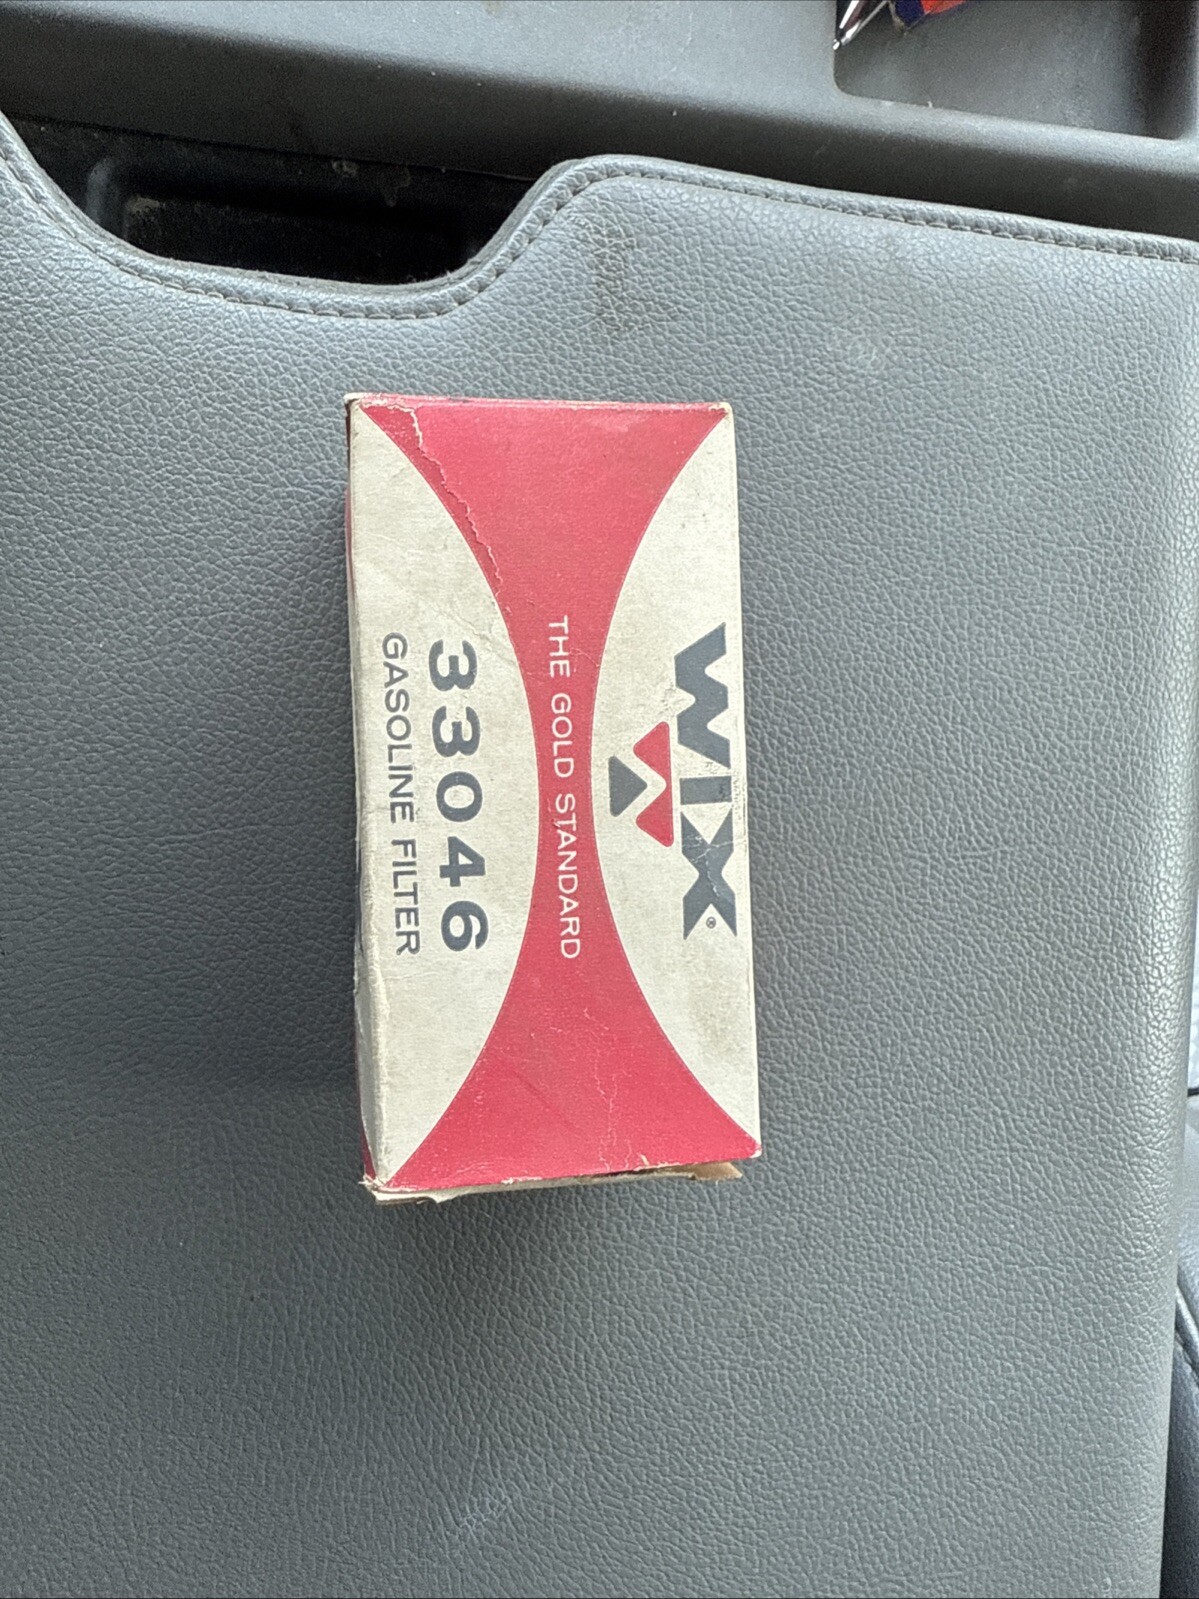 WIX®
THE GOLD STANDARD
33046
GASOLINE FILTER